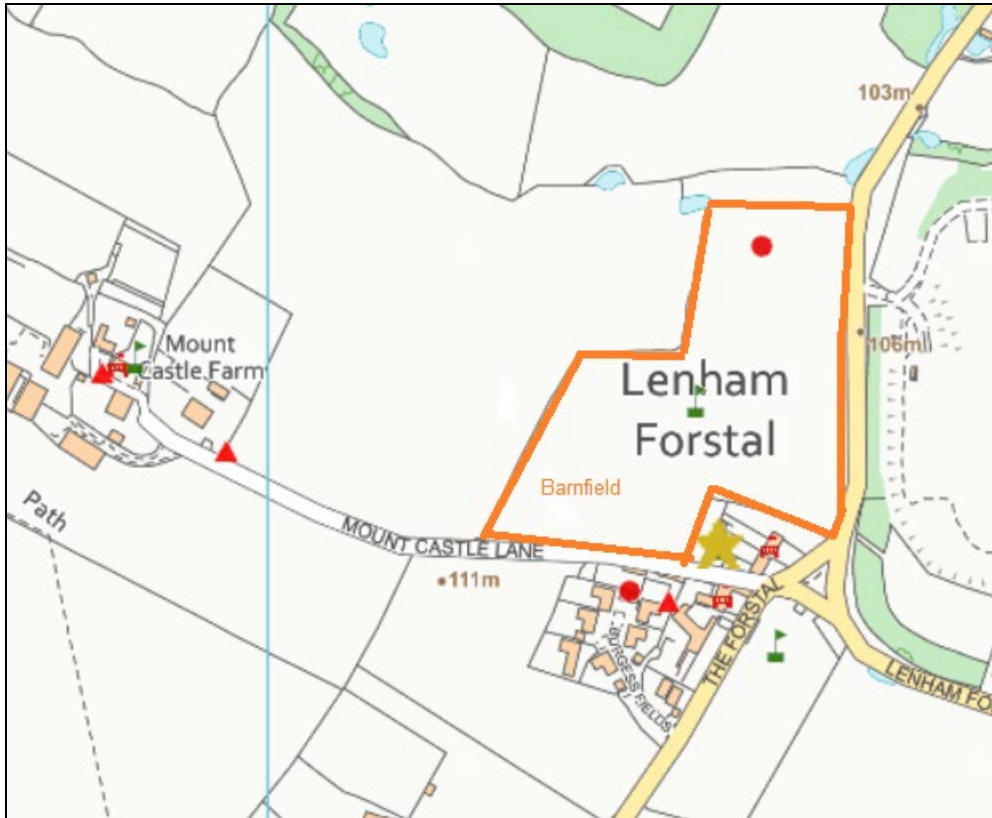 103m
106m
Mount
Castle Farm
Lenham
Forstal
Barnfield
Path
MOUNT CASTLE LANE
111m
THE FORSTAL
BURGESS FIELDS
LENHAM FO